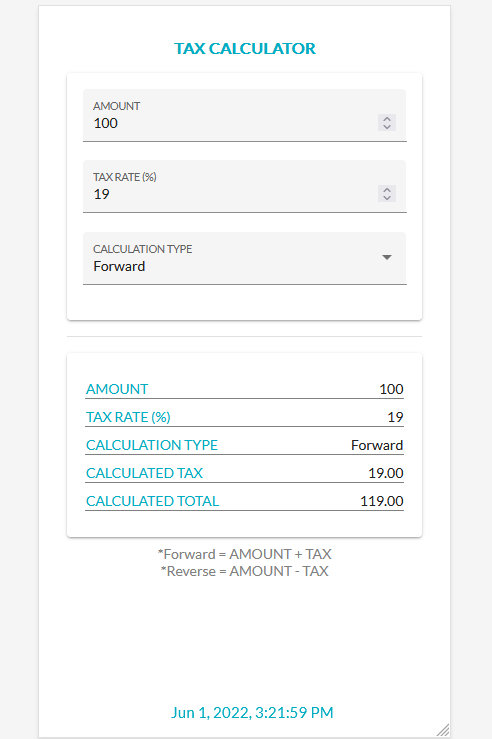 TAX CALCULATOR
AMOUNT
100
TAX RATE (%)
19
CALCULATION TYPE
Forward
AMOUNT 100
TAX RATE (%) 19
CALCULATION TYPE Forward
CALCULATED TAX 19.00
CALCULATED TOTAL 119.00
*Forward = AMOUNT + TAX
*Reverse = AMOUNT - TAX
Jun 1, 2022, 3:21:59 PM